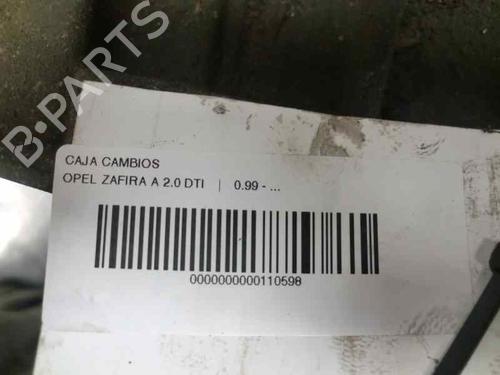 B-PARTS
CAJA CAMBIOS
OPEL ZAFIRA A 2.0 DTI | 0.99 - ...
0000000000110598